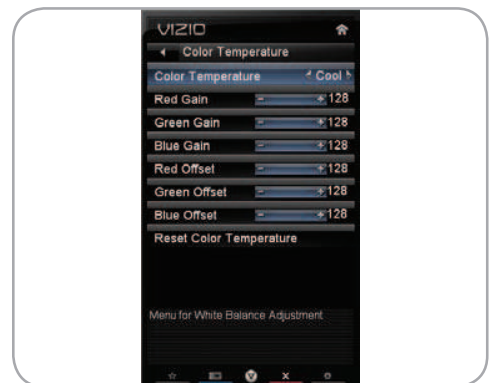 VIZIO
Color Temperature
Color Temperature Cool
Red Gain - + 128
Green Gain - + 128
Blue Gain - + 128
Red Offset - + 128
Green Offset - + 128
Blue Offset - + 128
Reset Color Temperature
Menu for White Balance Adjustment